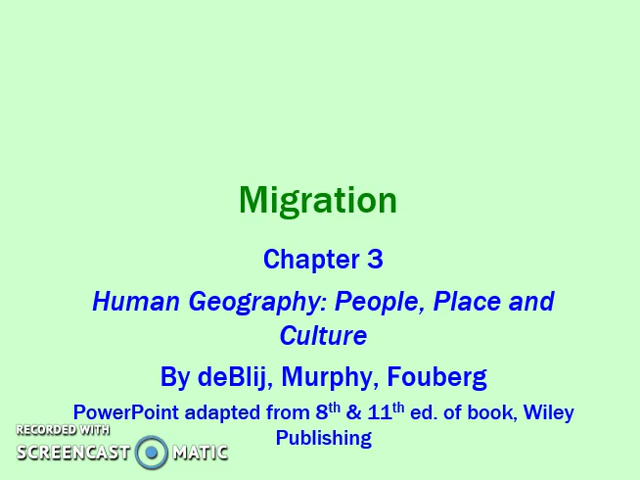 Migration
Chapter 3
Human Geography: People, Place and
Culture
By deBlij, Murphy, Fouberg
PowerPoint adapted from 8th & 11th ed. of book, Wiley
Publishing
RECORDED WITH
SCREENCAST MATIC